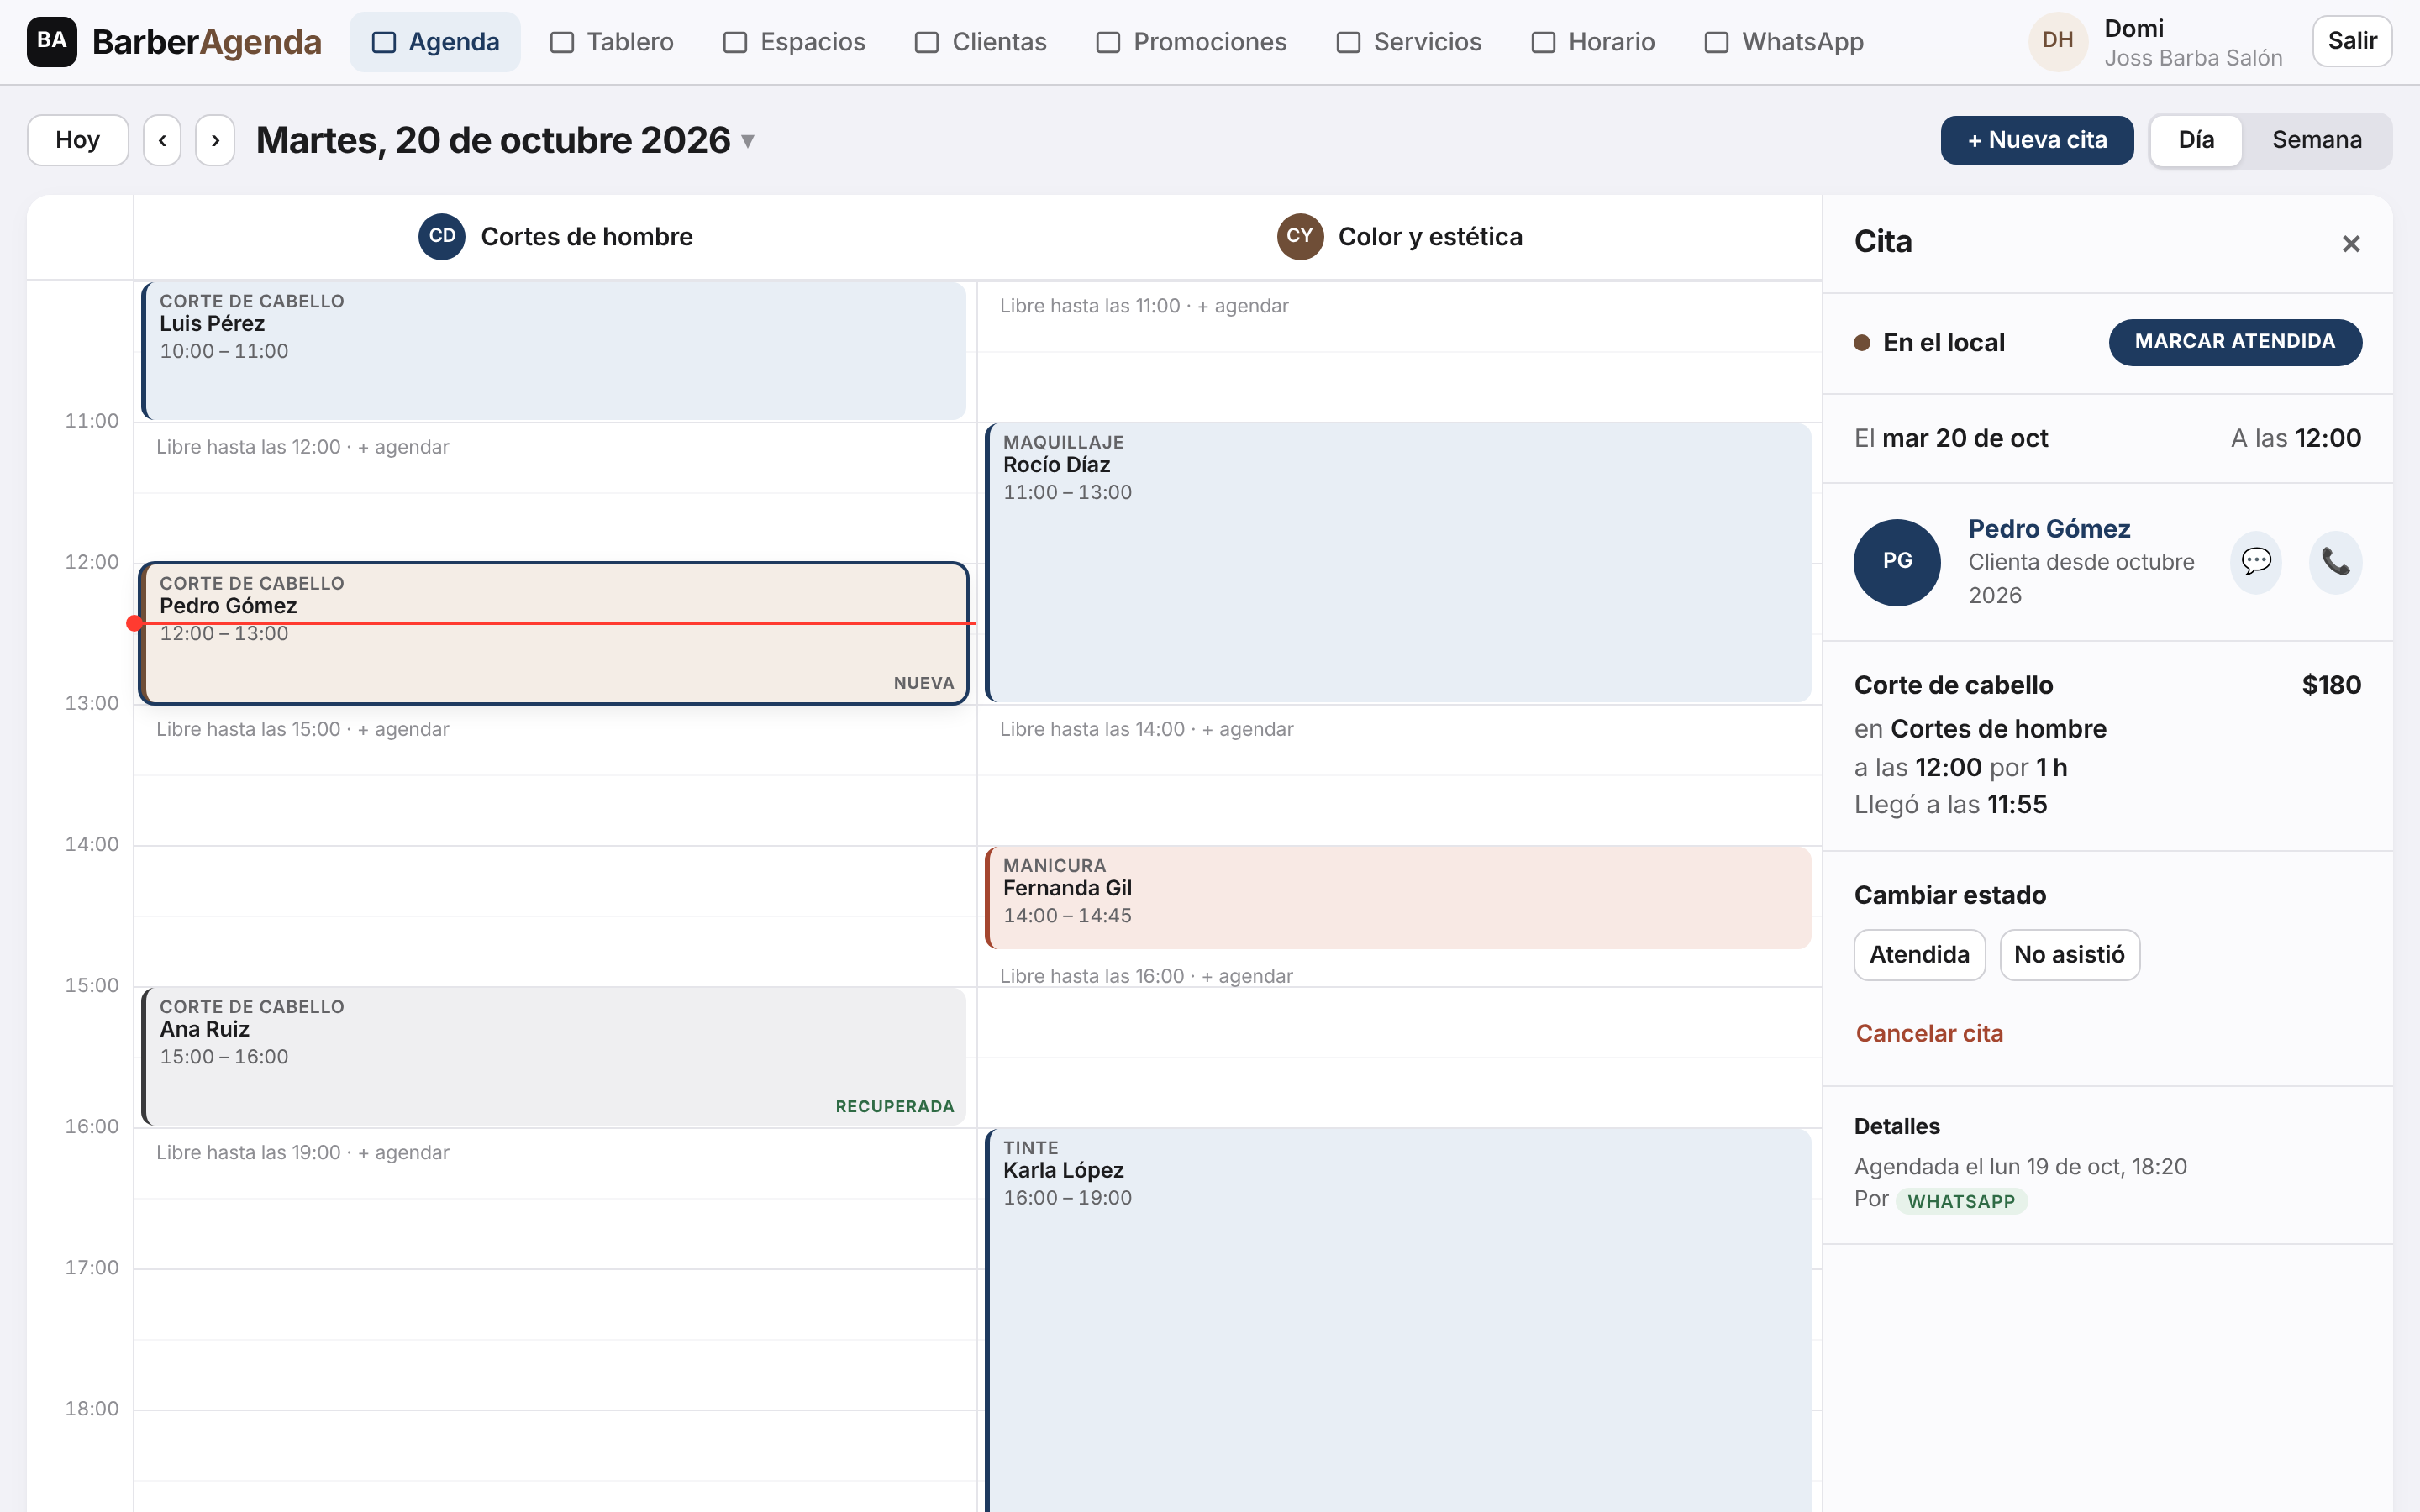 BA BarberAgenda Agenda Tablero Espacios Clientas Promociones Servicios Horario WhatsApp DH Domi Salir
Joss Barba Salón
Hoy ‹ › Martes, 20 de octubre 2026 ▾ + Nueva cita Día Semana
CD Cortes de hombre
CY Color y estética
CORTE DE CABELLO
Luis Pérez
10:00 – 11:00
11:00
Libre hasta las 12:00 · + agendar
12:00
CORTE DE CABELLO
Pedro Gómez
12:00 – 13:00
NUEVA
13:00
Libre hasta las 15:00 · + agendar
14:00
15:00
CORTE DE CABELLO
Ana Ruiz
15:00 – 16:00
RECUPERADA
16:00
Libre hasta las 19:00 · + agendar
17:00
18:00
Libre hasta las 11:00 · + agendar
MAQUILLAJE
Rocío Díaz
11:00 – 13:00
Libre hasta las 14:00 · + agendar
MANICURA
Fernanda Gil
14:00 – 14:45
Libre hasta las 16:00 · + agendar
TINTE
Karla López
16:00 – 19:00
Cita ×
En el local MARCAR ATENDIDA
El mar 20 de oct A las 12:00
PG Pedro Gómez
Clienta desde octubre
2026
Corte de cabello $180
en Cortes de hombre
a las 12:00 por 1 h
Llegó a las 11:55
Cambiar estado
Atendida No asistió
Cancelar cita
Detalles
Agendada el lun 19 de oct, 18:20
Por WHATSAPP